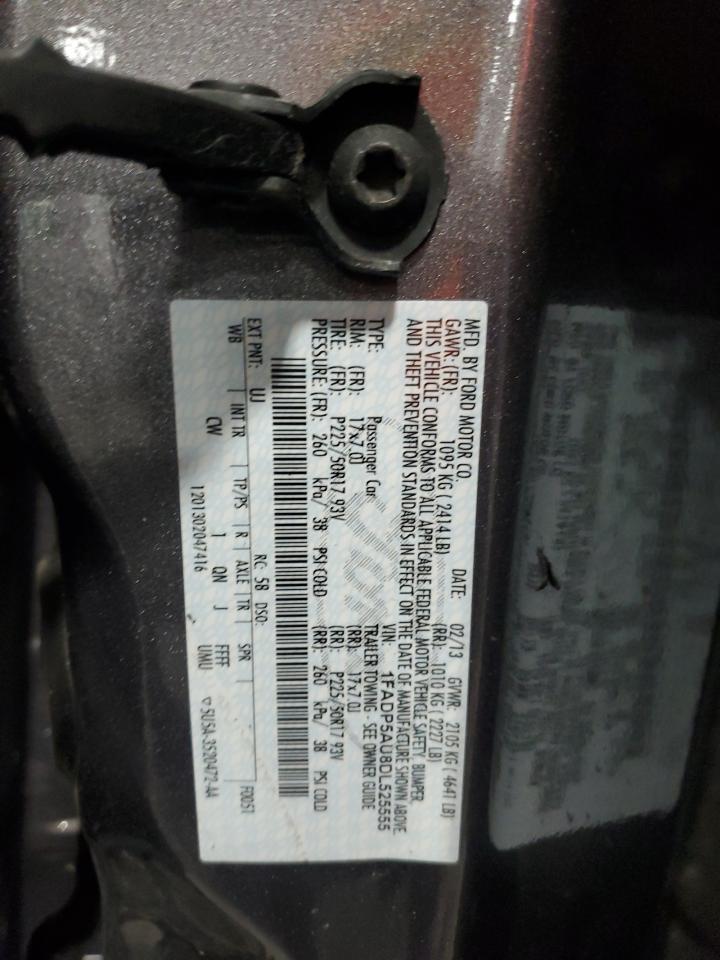 MFD. BY FORD MOTOR CO. DATE: 02/13 GVWR: 2105 KG ( 4641 LB)
GAWR: (FR): 1095 KG ( 2414 LB) (RR): 1010 KG ( 2227 LB)
THIS VEHICLE CONFORMS TO ALL APPLICABLE FEDERAL MOTOR VEHICLE SAFETY, BUMPER,
AND THEFT PREVENTION STANDARDS IN EFFECT ON THE DATE OF MANUFACTURE SHOWN ABOVE.
VIN: 1FADP5AU8DL525555
TYPE: Passenger Car TRAILER TOWING - SEE OWNER GUIDE
RIM: (FR): 17x7.0J (RR): 17x7.0J
TIRE: (FR): P225/50R17 93V (RR): P225/50R17 93V
PRESSURE: (FR): 260 kPa/ 38 PSI COLD (RR): 260 kPa/ 38 PSI COLD
EXT PNT: UJ RC: 58 DSO: F0051
WB INT TR TP/PS R AXLE TR SPR
CW 1 QN J FFFF
UMU
1201302047416 ▽ 5U5A-3520472-AA